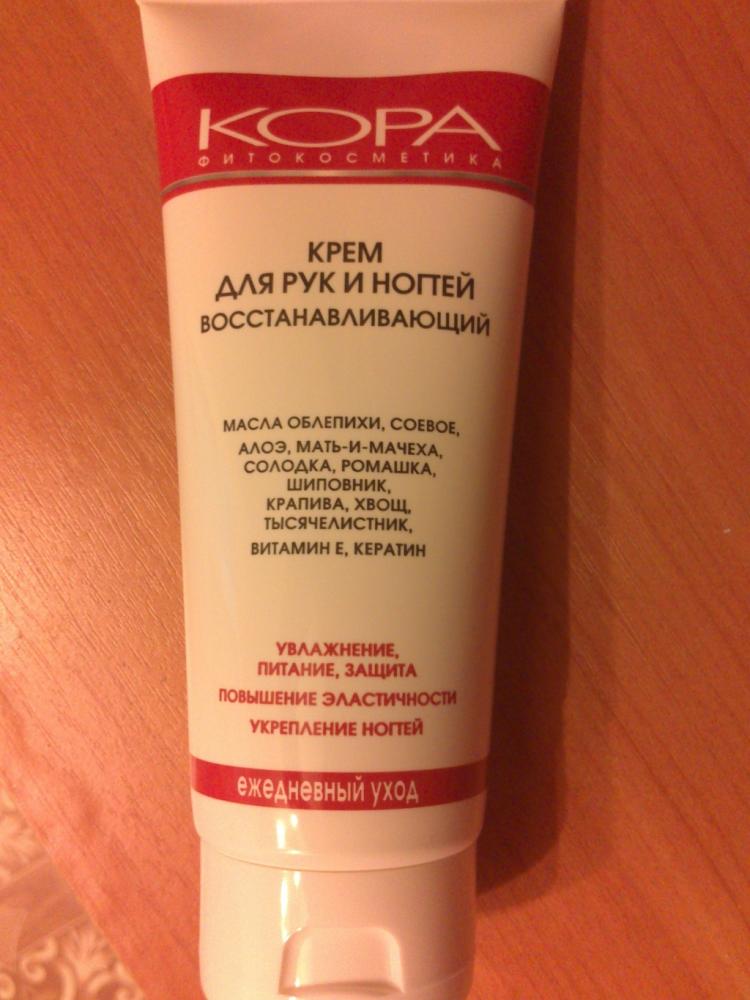 КОРА
ФИТОКОСМЕТИКА
КРЕМ
ДЛЯ РУК И НОГТЕЙ
ВОССТАНАВЛИВАЮЩИЙ
МАСЛА ОБЛЕПИХИ, СОЕВОЕ,
АЛОЭ, МАТЬ-И-МАЧЕХА,
СОЛОДКА, РОМАШКА,
ШИПОВНИК,
КРАПИВА, ХВОЩ,
ТЫСЯЧЕЛИСТНИК,
ВИТАМИН Е, КЕРАТИН
УВЛАЖНЕНИЕ,
ПИТАНИЕ, ЗАЩИТА
ПОВЫШЕНИЕ ЭЛАСТИЧНОСТИ
УКРЕПЛЕНИЕ НОГТЕЙ
ежедневный уход